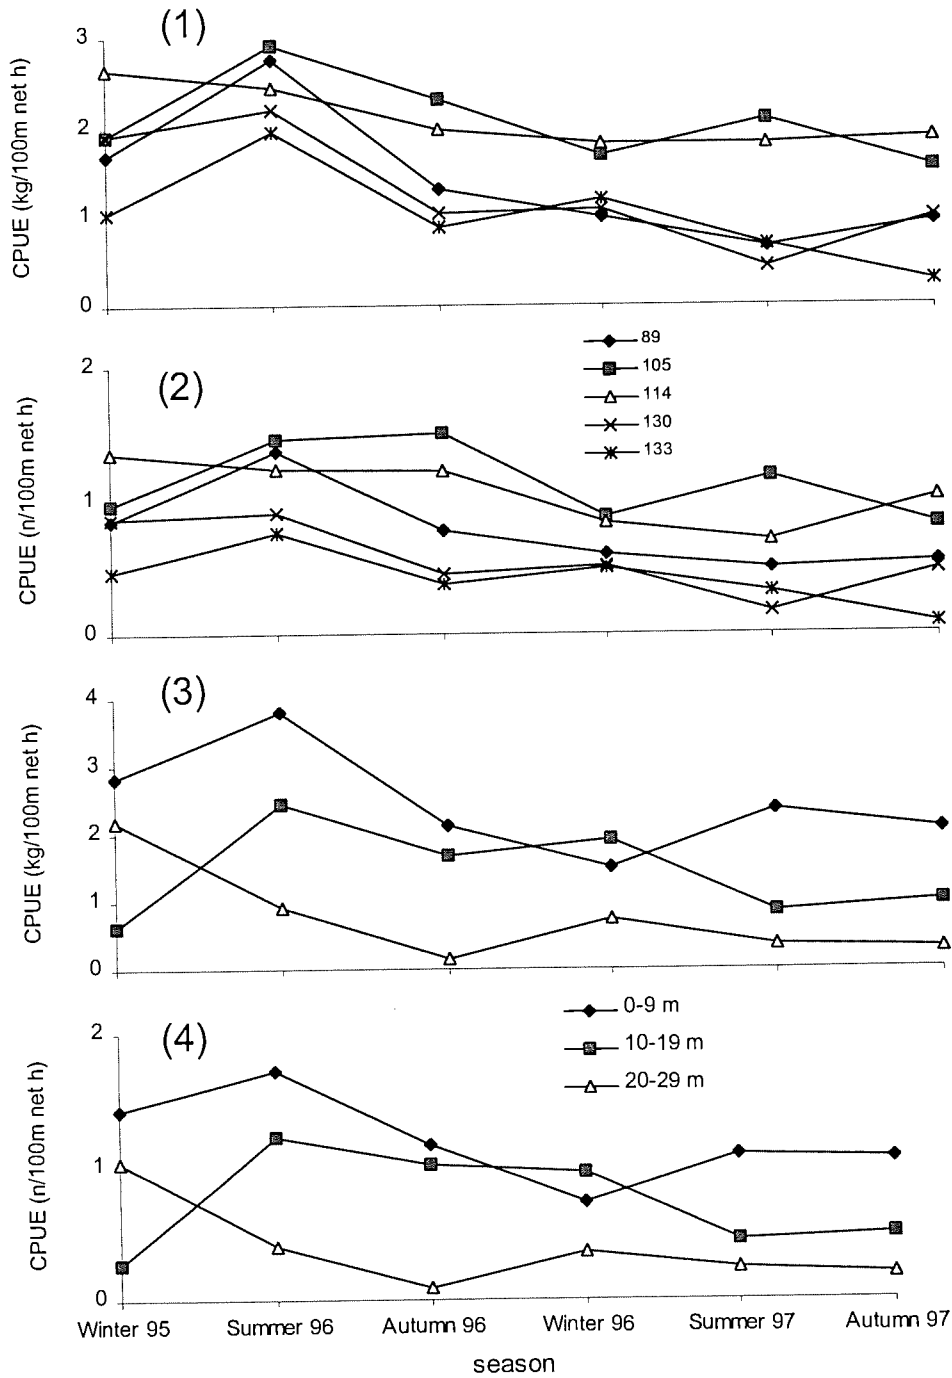 (1)
3
2
1
0
CPUE (kg/100m net h)
(2)
2
1
0
CPUE (n/100m net h)
89
105
114
130
133
(3)
4
3
2
1
0
CPUE (kg/100m net h)
(4)
2
1
0
CPUE (n/100m net h)
0-9 m
10-19 m
20-29 m
Winter 95 Summer 96 Autumn 96 Winter 96 Summer 97 Autumn 97
season